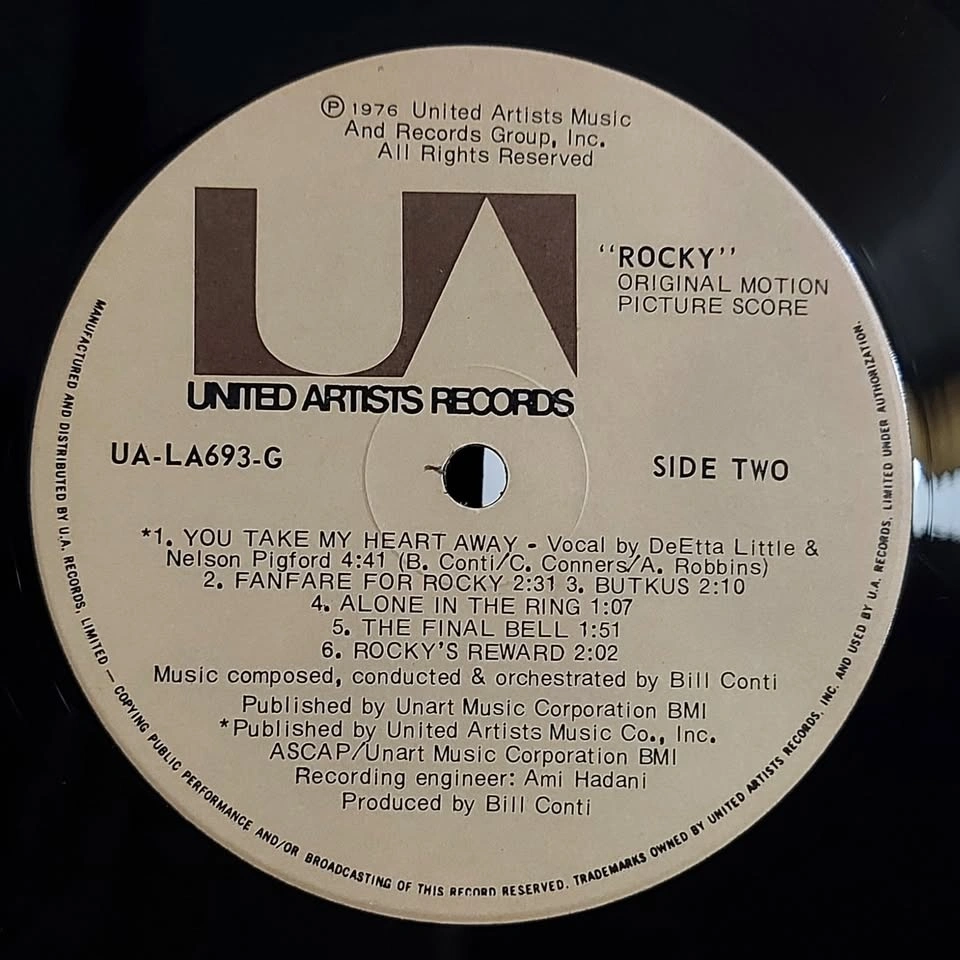 ℗ 1976 United Artists Music
And Records Group, Inc.
All Rights Reserved
UA
UNITED ARTISTS RECORDS
“ROCKY”
ORIGINAL MOTION
PICTURE SCORE
UA-LA693-G
SIDE TWO
*1. YOU TAKE MY HEART AWAY - Vocal by DeEtta Little &
Nelson Pigford 4:41 (B. Conti/C. Conners/A. Robbins)
2. FANFARE FOR ROCKY 2:31 3. BUTKUS 2:10
4. ALONE IN THE RING 1:07
5. THE FINAL BELL 1:51
6. ROCKY'S REWARD 2:02
Music composed, conducted & orchestrated by Bill Conti
Published by Unart Music Corporation BMI
*Published by United Artists Music Co., Inc.
ASCAP/Unart Music Corporation BMI
Recording engineer: Ami Hadani
Produced by Bill Conti
MANUFACTURED AND DISTRIBUTED BY U.A. RECORDS, LIMITED — COPYING PUBLIC PERFORMANCE AND/OR BROADCASTING OF THIS RECORD RESERVED. TRADEMARKS OWNED BY UNITED ARTISTS RECORDS, INC. AND USED BY U.A. RECORDS, LIMITED UNDER AUTHORIZATION.